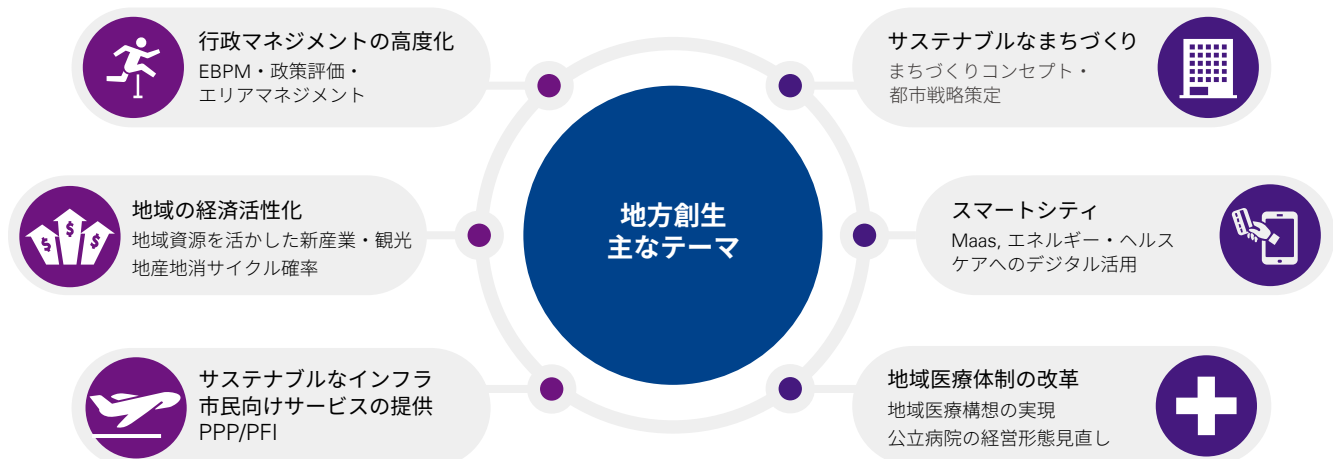 行政マネジメントの高度化
EBPM・政策評価・
エリアマネジメント
地域の経済活性化
地域資源を活かした新産業・観光
地産地消サイクル確率
サステナブルなインフラ
市民向けサービスの提供
PPP/PFI
地方創生
主なテーマ
サステナブルなまちづくり
まちづくりコンセプト・
都市戦略策定
スマートシティ
Maas, エネルギー・ヘルス
ケアへのデジタル活用
地域医療体制の改革
地域医療構想の実現
公立病院の経営形態見直し
$
$
$